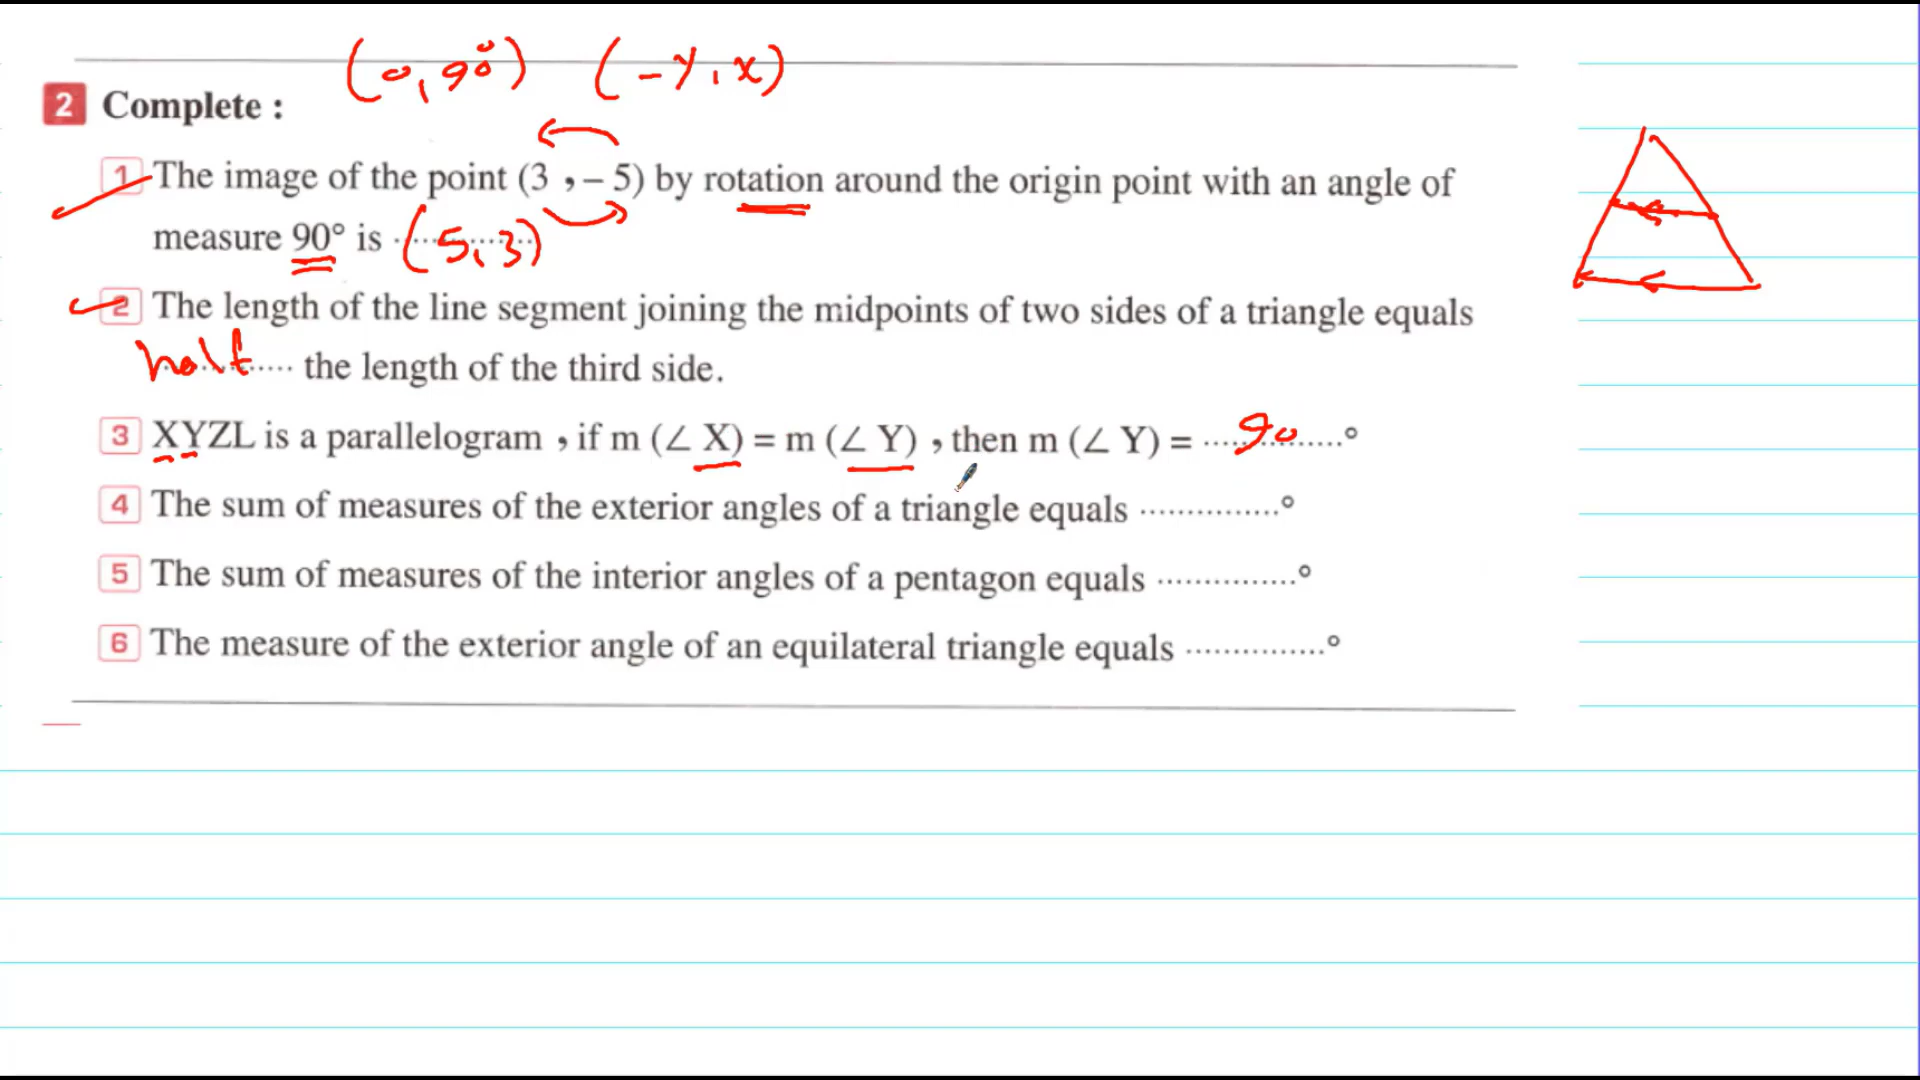 (0, 90°) (-y, x)
2 Complete :
1 The image of the point (3 , – 5) by rotation around the origin point with an angle of
measure 90° is (5, 3)
2 The length of the line segment joining the midpoints of two sides of a triangle equals
half ............ the length of the third side.
3 XYZL is a parallelogram , if m (∠ X) = m (∠ Y) , then m (∠ Y) = ..... 90 .....°
4 The sum of measures of the exterior angles of a triangle equals ...............°
5 The sum of measures of the interior angles of a pentagon equals ...............°
6 The measure of the exterior angle of an equilateral triangle equals ...............°